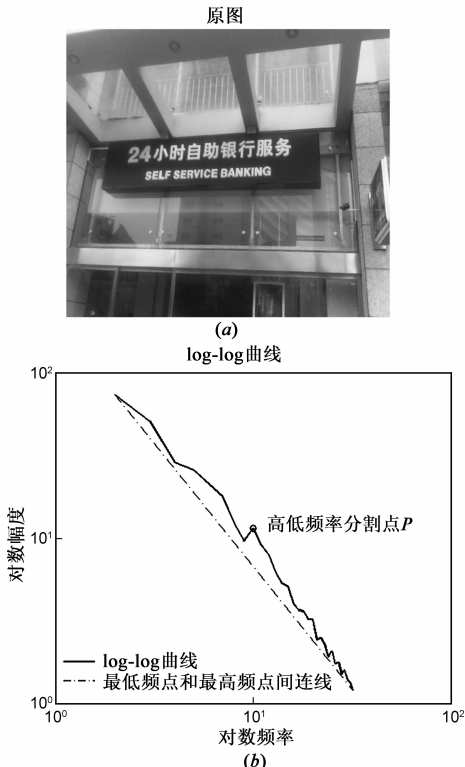 原图
24小时自助银行服务
SELF SERVICE BANKING
(a)
log-log曲线
10²
10¹
10⁰
对数幅度
高低频率分割点P
log-log曲线
最低频点和最高频点间连线
10⁰
10¹
10²
对数频率
(b)